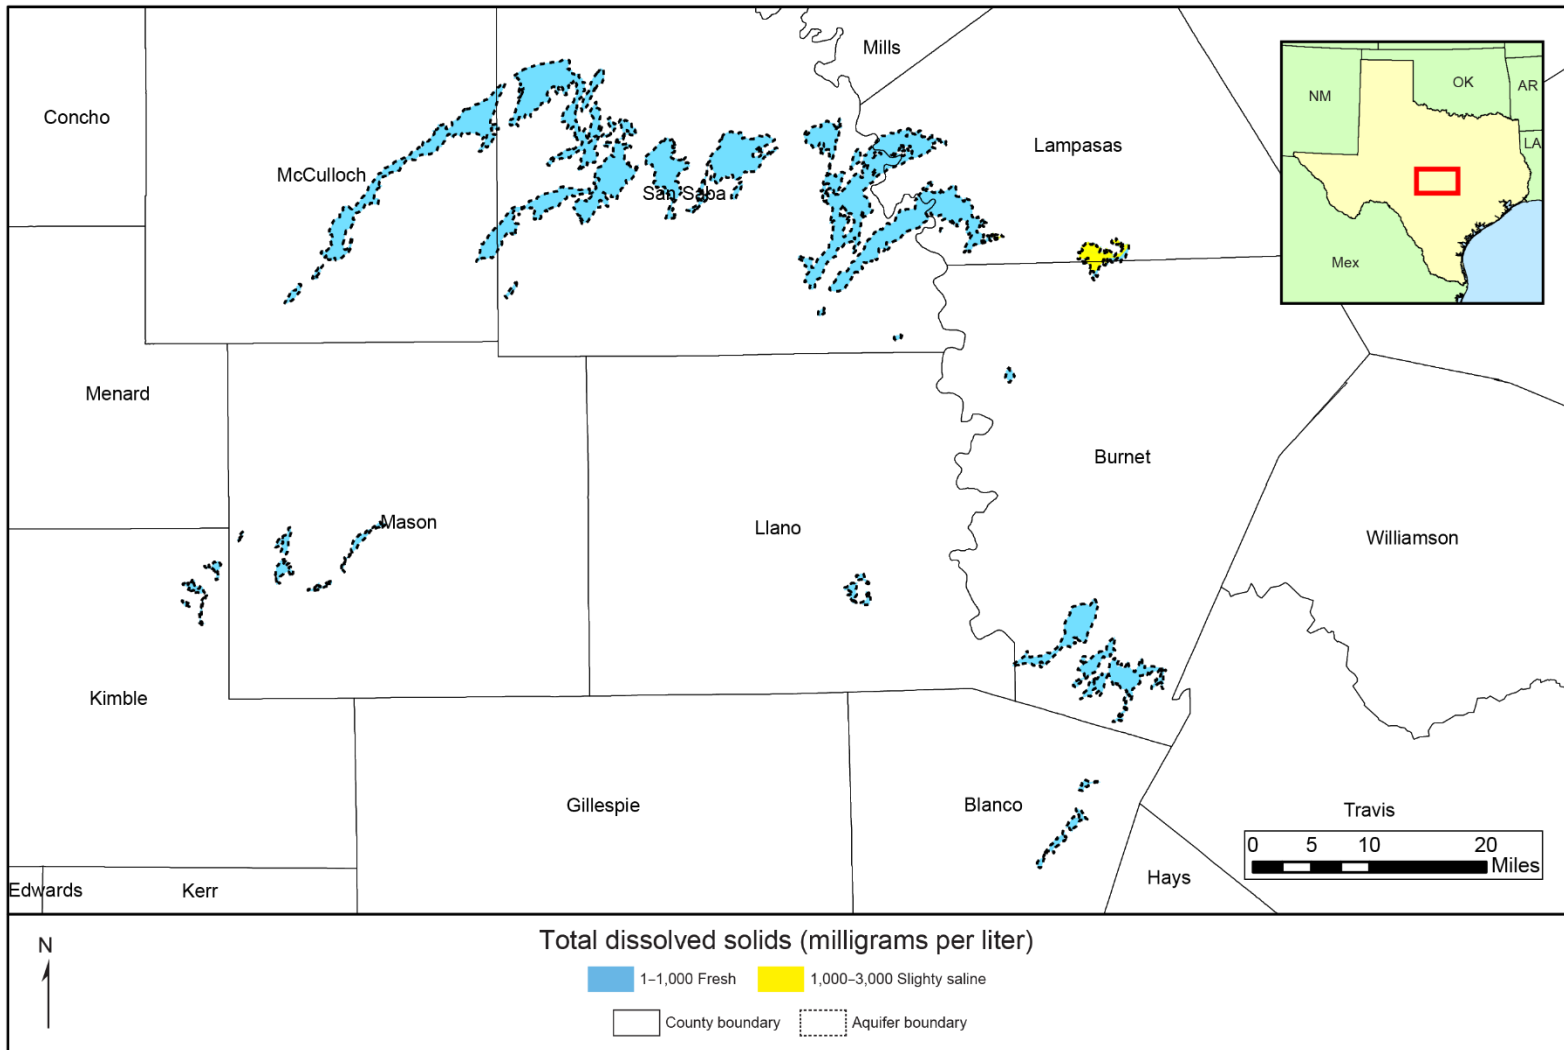 Mills
Concho
Lampasas
McCulloch
San Saba
NM
OK
AR
LA
Mex
Menard
Burnet
Mason
Llano
Williamson
Kimble
Gillespie
Blanco
Travis
0 5 10 20
Miles
Edwards
Kerr
Hays
N
Total dissolved solids (milligrams per liter)
1–1,000 Fresh 1,000–3,000 Slighty saline
County boundary Aquifer boundary